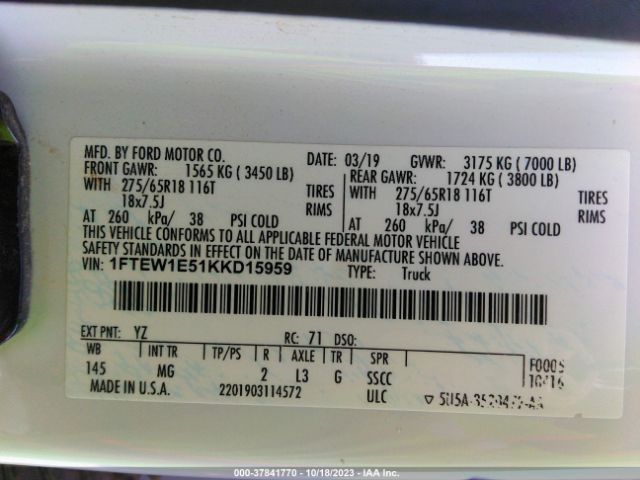 MFD. BY FORD MOTOR CO. DATE: 03/19 GVWR: 3175 KG ( 7000 LB)
FRONT GAWR: 1565 KG ( 3450 LB) REAR GAWR: 1724 KG ( 3800 LB)
WITH 275/65R18 116T TIRES WITH 275/65R18 116T TIRES
18x7.5J RIMS 18x7.5J RIMS
AT 260 kPa/ 38 PSI COLD AT 260 kPa/ 38 PSI COLD
THIS VEHICLE CONFORMS TO ALL APPLICABLE FEDERAL MOTOR VEHICLE
SAFETY STANDARDS IN EFFECT ON THE DATE OF MANUFACTURE SHOWN ABOVE.
VIN: 1FTEW1E51KKD15959 TYPE: Truck
EXT PNT: YZ RC: 71 DSO:
WB INT TR TP/PS R AXLE TR SPR
145 MG 2 L3 G SSCC
MADE IN U.S.A. 2201903114572 ULC
000-37841770 - 10/18/2023 - IAA Inc.